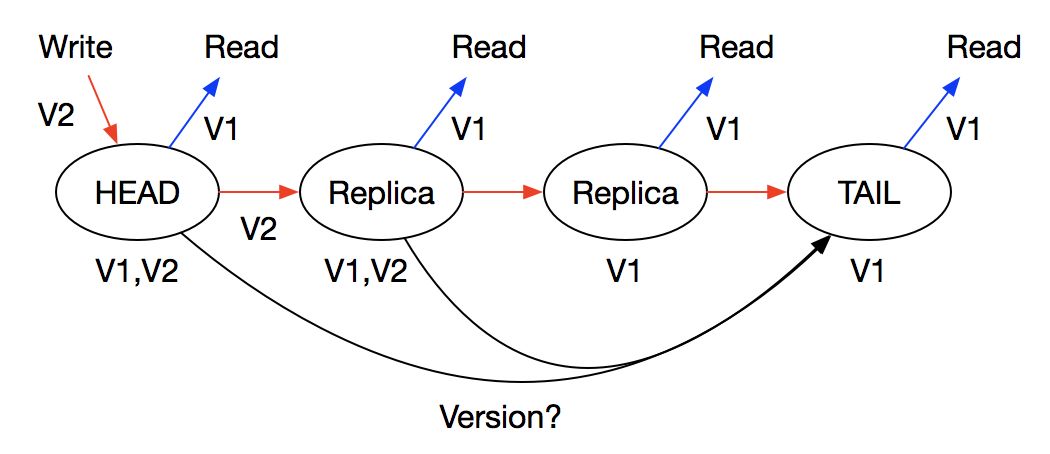 Write Read Read Read Read
V2 V1 V1 V1 V1
HEAD Replica Replica TAIL
V2
V1,V2 V1,V2 V1 V1
Version?